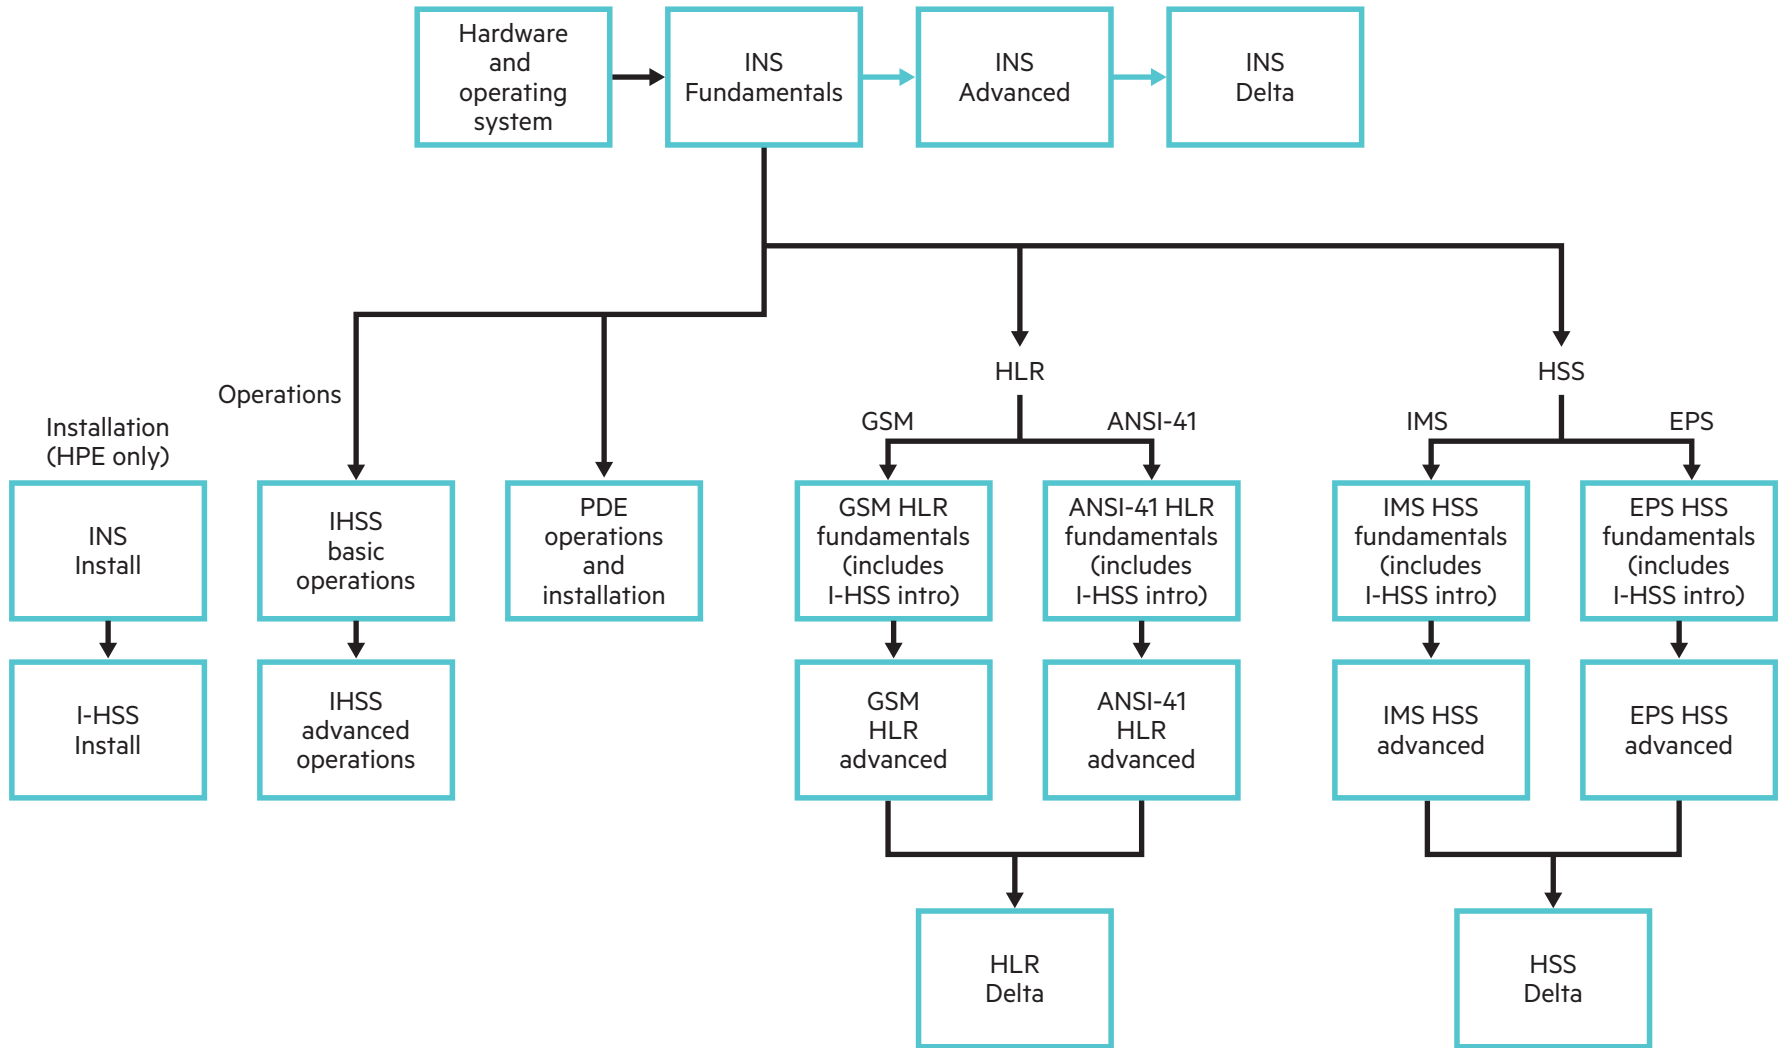 Hardware
and
operating
system
INS
Fundamentals
INS
Advanced
INS
Delta
HLR
HSS
Operations
Installation
(HPE only)
GSM
ANSI-41
IMS
EPS
INS
Install
IHSS
basic
operations
PDE
operations
and
installation
GSM HLR
fundamentals
(includes
I-HSS intro)
ANSI-41 HLR
fundamentals
(includes
I-HSS intro)
IMS HSS
fundamentals
(includes
I-HSS intro)
EPS HSS
fundamentals
(includes
I-HSS intro)
I-HSS
Install
IHSS
advanced
operations
GSM
HLR
advanced
ANSI-41
HLR
advanced
IMS HSS
advanced
EPS HSS
advanced
HLR
Delta
HSS
Delta